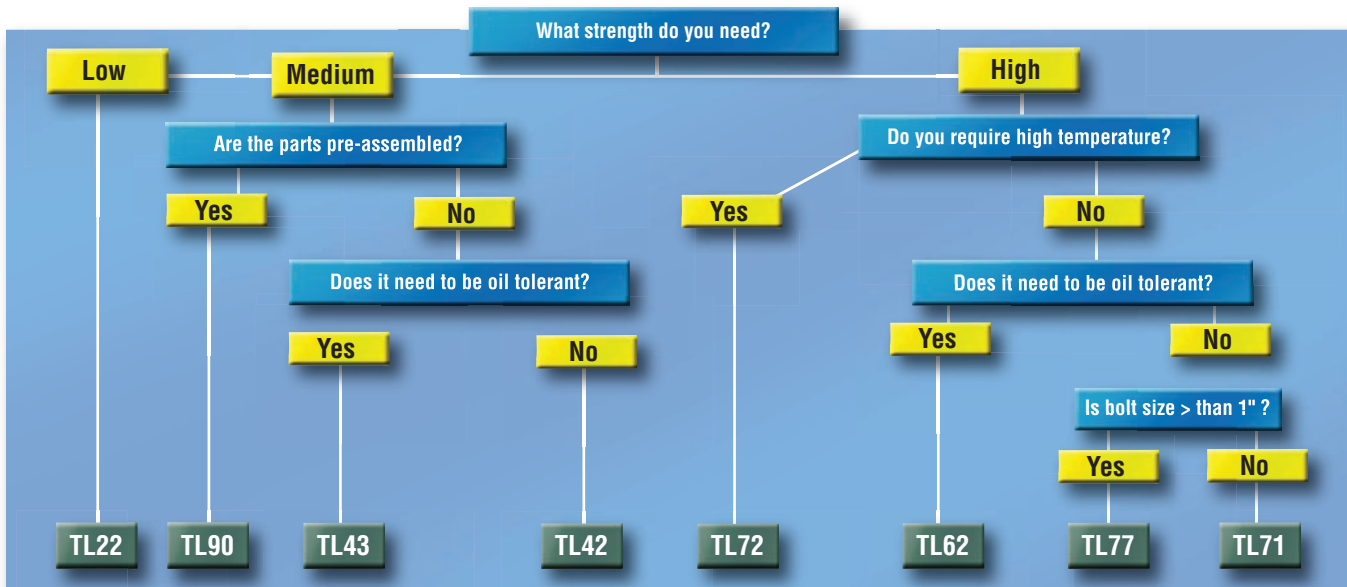 What strength do you need?
Low
Medium
High
Are the parts pre-assembled?
Do you require high temperature?
Yes
No
Yes
No
Does it need to be oil tolerant?
Does it need to be oil tolerant?
Yes
No
Yes
No
Is bolt size > than 1" ?
Yes
No
TL22
TL90
TL43
TL42
TL72
TL62
TL77
TL71